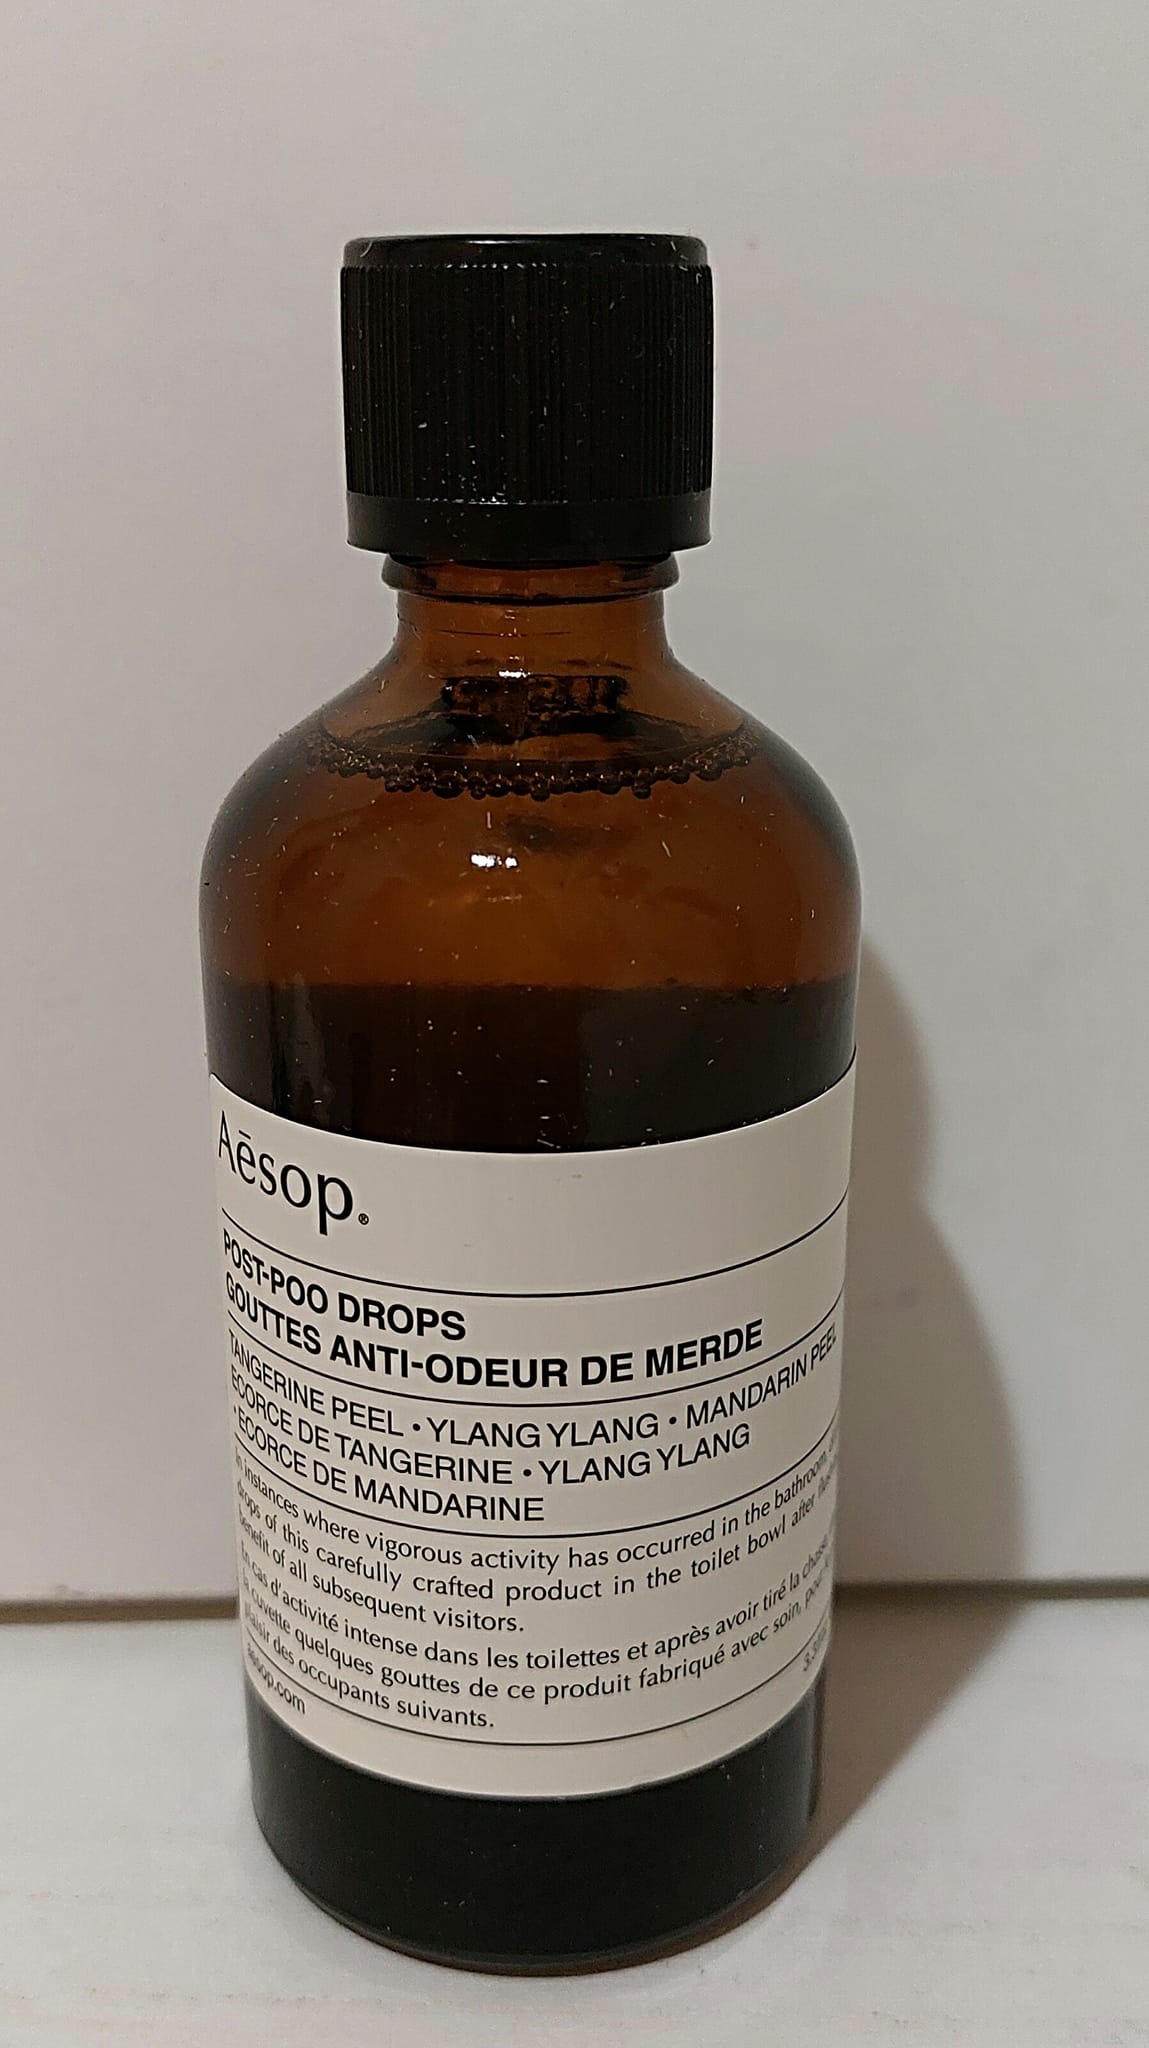 Aēsop®
POST-POO DROPS
GOUTTES ANTI-ODEUR DE MERDE
TANGERINE PEEL • YLANG YLANG • MANDARIN PEEL
ECORCE DE TANGERINE • YLANG YLANG
• ECORCE DE MANDARINE
In instances where vigorous activity has occurred in the bathroom,
drops of this carefully crafted product in the toilet bowl after
benefit of all subsequent visitors.
En cas d'activité intense dans les toilettes et après avoir tiré la chasse,
la cuvette quelques gouttes de ce produit fabriqué avec soin, pour
plaisir des occupants suivants.
aesop.com